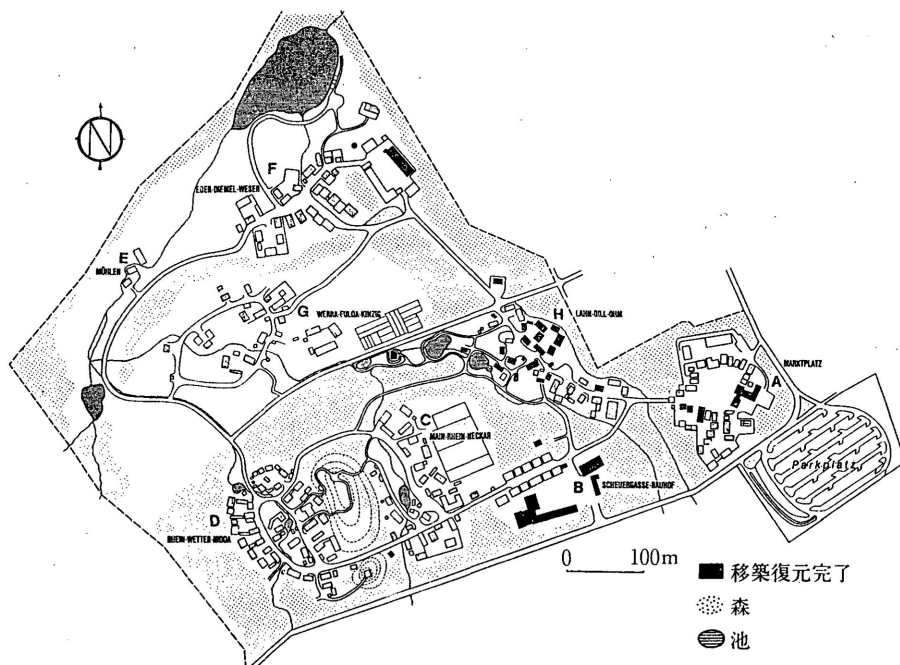 N
F
EDER-DIEMEL-WESER
E
MÜHLEN
G
WERRA-FULDA-KINZIG
H
LAHN-DILL-OHM
MARKTPLATZ
A
C
MAIN-RHEIN-NECKAR
Parkplatz
B
SCHEUERGASSE-BAUHOF
D
RHEIN-WETTER-NIDDA
0 100m
移築復元完了
森
池